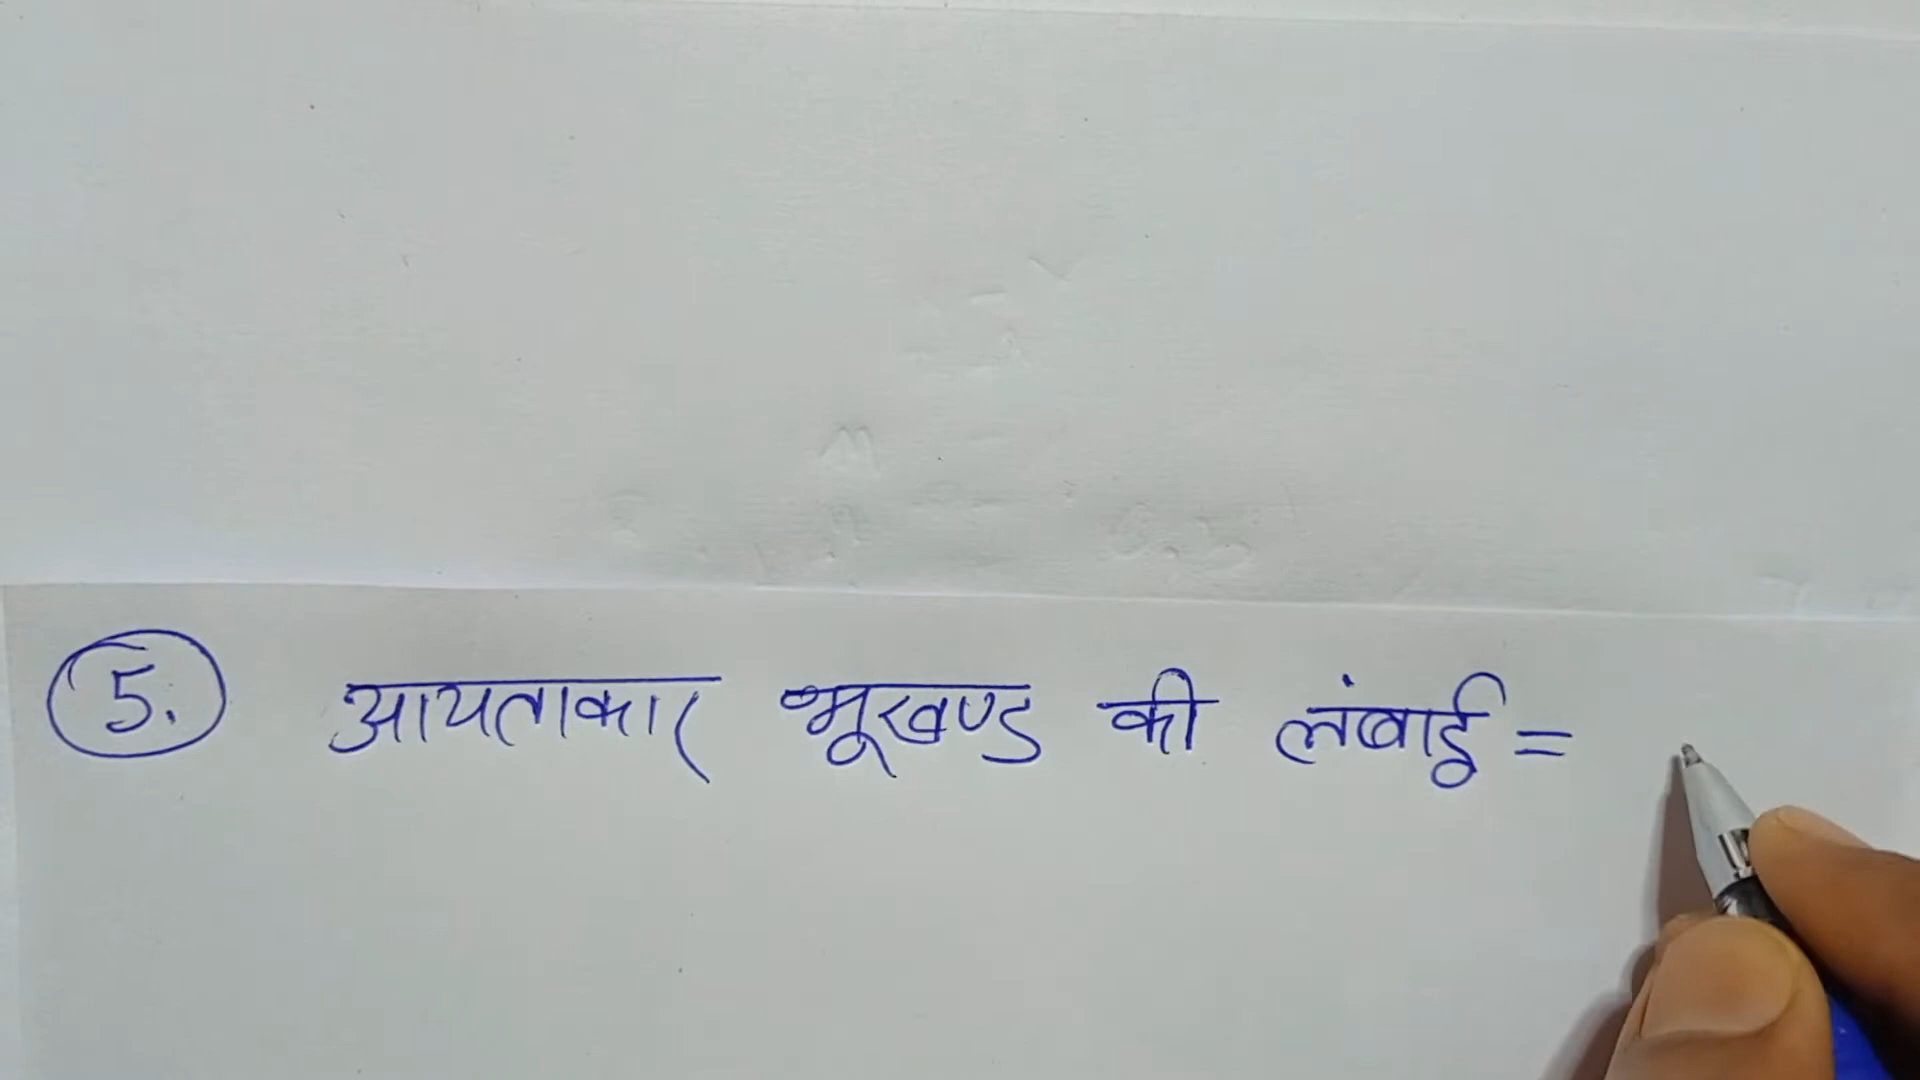 5. आयताकार भूखण्ड की लंबाई =